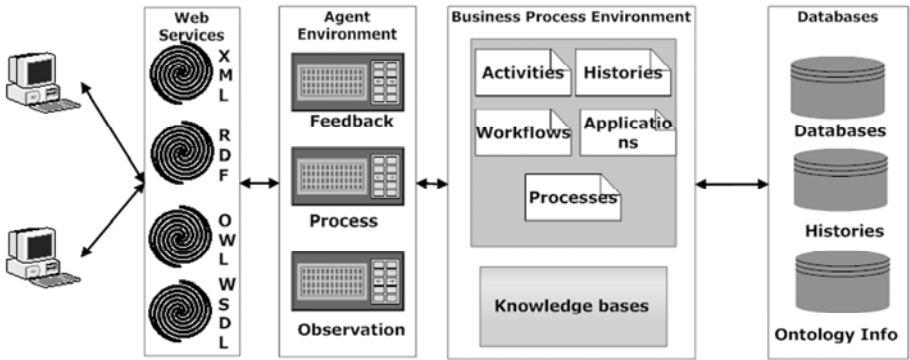 Web
Services
X
M
L
R
D
F
O
W
L
W
S
D
L
Agent
Environment
Feedback
Process
Observation
Business Process Environment
Activities
Histories
Workflows
Applicatio
ns
Processes
Knowledge bases
Databases
Databases
Histories
Ontology Info